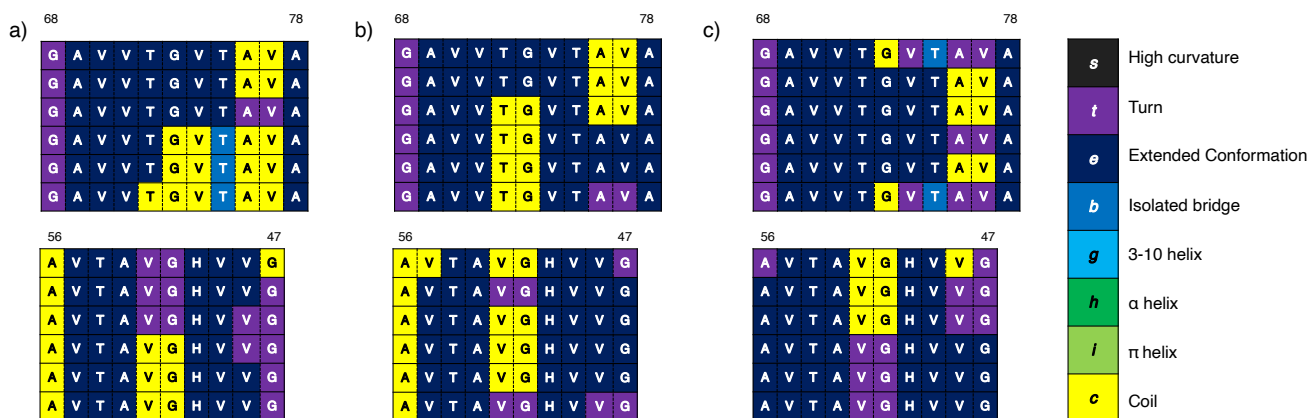 a)
68 78
G A V V T G V T A V A
G A V V T G V T A V A
G A V V T G V T A V A
G A V V T G V T A V A
G A V V T G V T A V A
G A V V T G V T A V A
56 47
A V T A V G H V V G
A V T A V G H V V G
A V T A V G H V V G
A V T A V G H V V G
A V T A V G H V V G
A V T A V G H V V G
b)
68 78
G A V V T G V T A V A
G A V V T G V T A V A
G A V V T G V T A V A
G A V V T G V T A V A
G A V V T G V T A V A
G A V V T G V T A V A
56 47
A V T A V G H V V G
A V T A V G H V V G
A V T A V G H V V G
A V T A V G H V V G
A V T A V G H V V G
A V T A V G H V V G
c)
68 78
G A V V T G V T A V A
G A V V T G V T A V A
G A V V T G V T A V A
G A V V T G V T A V A
G A V V T G V T A V A
G A V V T G V T A V A
56 47
A V T A V G H V V G
A V T A V G H V V G
A V T A V G H V V G
A V T A V G H V V G
A V T A V G H V V G
A V T A V G H V V G
s High curvature
t Turn
e Extended Conformation
b Isolated bridge
g 3-10 helix
h α helix
i π helix
c Coil